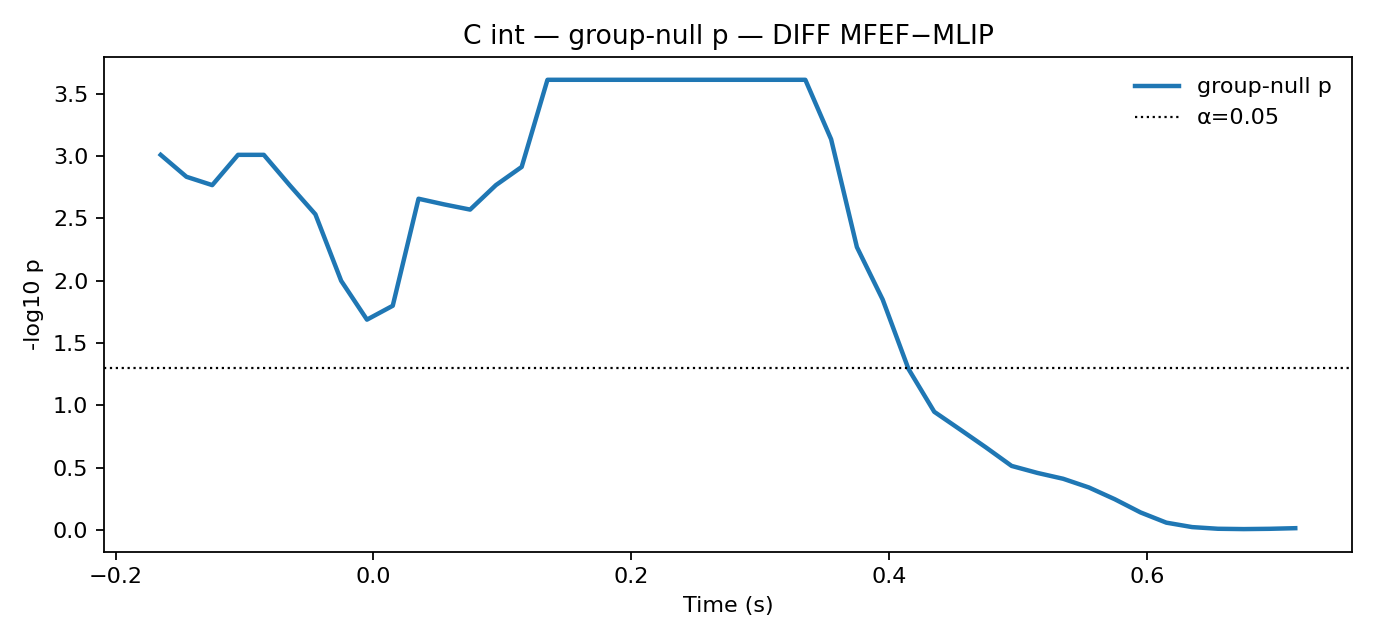 C int — group-null p — DIFF MFEF−MLIP
group-null p
α=0.05
-log10 p
3.5
3.0
2.5
2.0
1.5
1.0
0.5
0.0
−0.2
0.0
0.2
0.4
0.6
Time (s)